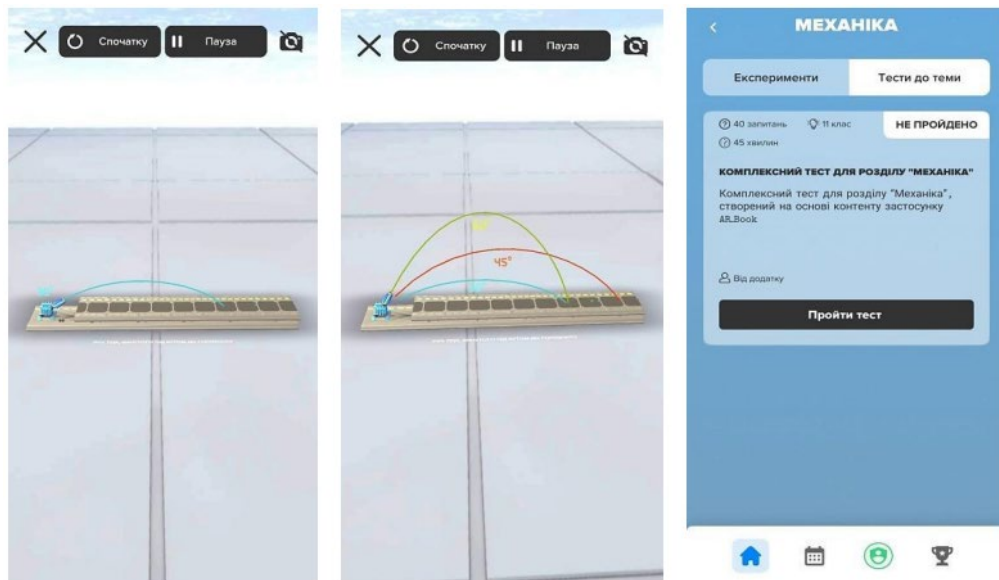 Спочатку
Пауза
Спочатку
Пауза
45°
МЕХАНІКА
Експерименти
Тести до теми
40 запитань
11 клас
НЕ ПРОЙДЕНО
45 хвилин
КОМПЛЕКСНИЙ ТЕСТ ДЛЯ РОЗДІЛУ "МЕХАНІКА"
Комплексний тест для розділу "Механіка",
створений на основі контенту застосунку
AR_Book
Від додатку
Пройти тест